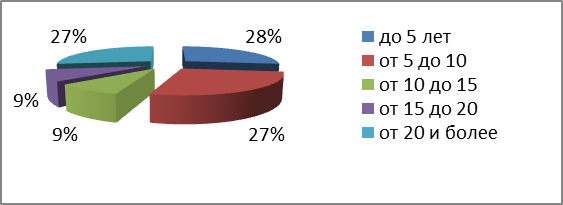 27%
28%
9%
9%
27%
до 5 лет
от 5 до 10
от 10 до 15
от 15 до 20
от 20 и более